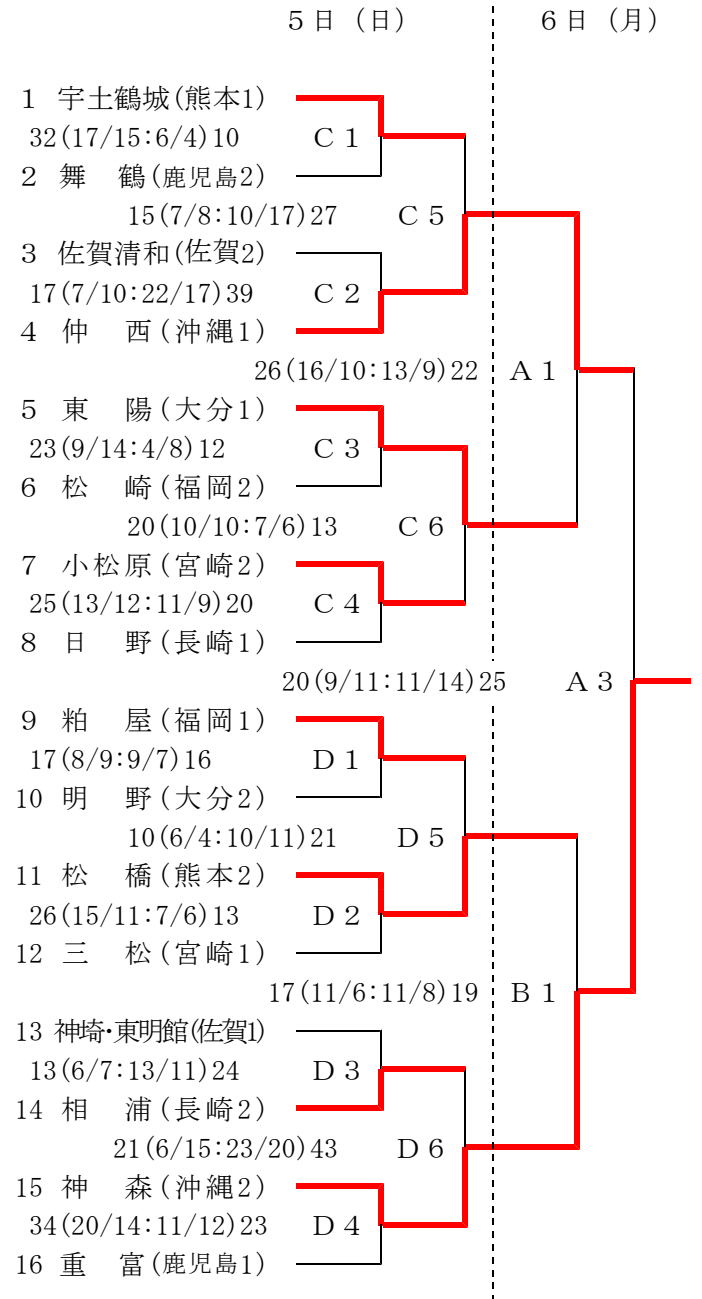 ５日（日） ６日（月）
1 宇土鶴城(熊本1)
32(17/15:6/4)10 Ｃ１
2 舞　鶴(鹿児島2)
15(7/8:10/17)27 Ｃ５
3 佐賀清和(佐賀2)
17(7/10:22/17)39 Ｃ２
4 仲　西(沖縄1)
26(16/10:13/9)22 Ａ１
5 東　陽(大分1)
23(9/14:4/8)12 Ｃ３
6 松　崎(福岡2)
20(10/10:7/6)13 Ｃ６
7 小松原(宮崎2)
25(13/12:11/9)20 Ｃ４
8 日　野(長崎1)
20(9/11:11/14)25 Ａ３
9 粕　屋(福岡1)
17(8/9:9/7)16 Ｄ１
10 明　野(大分2)
10(6/4:10/11)21 Ｄ５
11 松　橋(熊本2)
26(15/11:7/6)13 Ｄ２
12 三　松(宮崎1)
17(11/6:11/8)19 Ｂ１
13 神埼・東明館(佐賀1)
13(6/7:13/11)24 Ｄ３
14 相　浦(長崎2)
21(6/15:23/20)43 Ｄ６
15 神　森(沖縄2)
34(20/14:11/12)23 Ｄ４
16 重　富(鹿児島1)